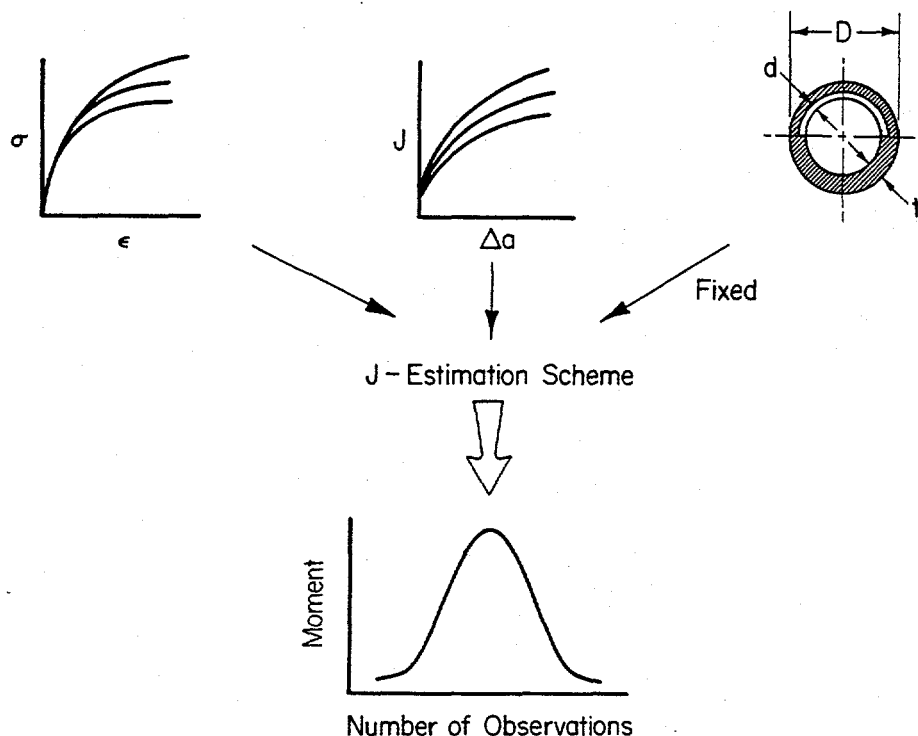 D
d
t
σ
ϵ
J
Δa
Fixed
J-Estimation Scheme
Moment
Number of Observations